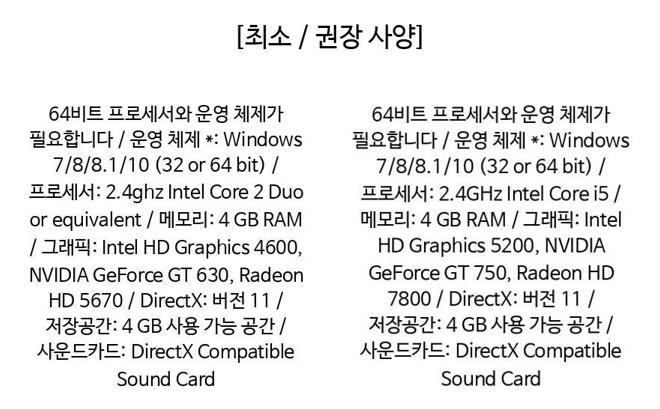 [최소 / 권장 사양]
64비트 프로세서와 운영 체제가
필요합니다 / 운영 체제 *: Windows
7/8/8.1/10 (32 or 64 bit) /
프로세서: 2.4ghz Intel Core 2 Duo
or equivalent / 메모리: 4 GB RAM
/ 그래픽: Intel HD Graphics 4600,
NVIDIA GeForce GT 630, Radeon
HD 5670 / DirectX: 버전 11 /
저장공간: 4 GB 사용 가능 공간 /
사운드카드: DirectX Compatible
Sound Card
64비트 프로세서와 운영 체제가
필요합니다 / 운영 체제 *: Windows
7/8/8.1/10 (32 or 64 bit) /
프로세서: 2.4GHz Intel Core i5 /
메모리: 4 GB RAM / 그래픽: Intel
HD Graphics 5200, NVIDIA
GeForce GT 750, Radeon HD
7800 / DirectX: 버전 11 /
저장공간: 4 GB 사용 가능 공간 /
사운드카드: DirectX Compatible
Sound Card